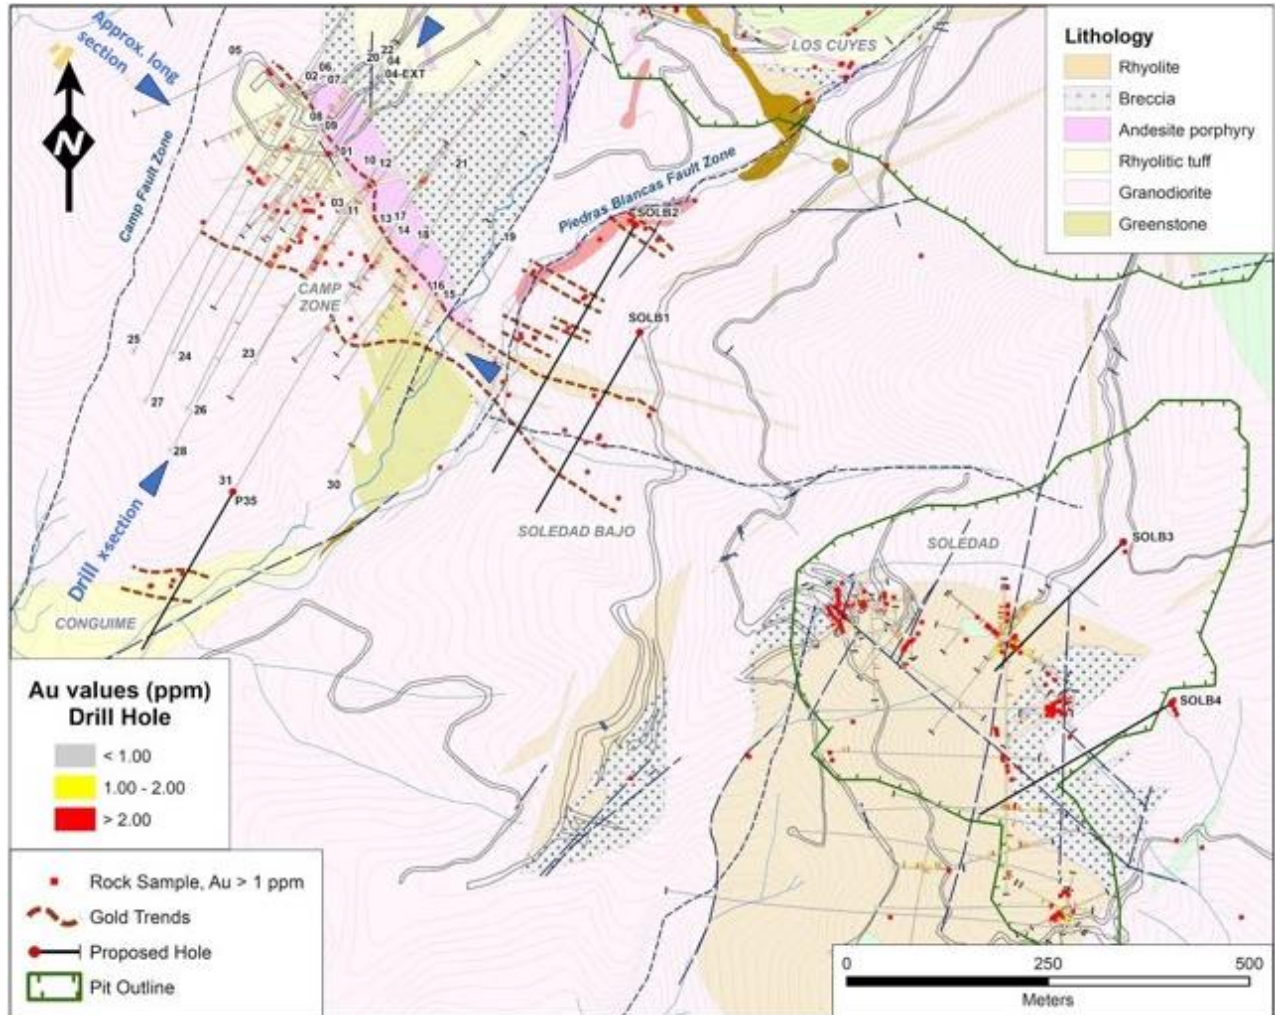 Approx. long
section
N
Camp Fault Zone
05
02
06
07
20
22
04
04-EXT
08
09
01
10
12
21
03
11
13
17
14
18
19
16
15
CAMP
ZONE
25
24
23
27
26
28
31
P35
30
Drill xsection
CONGUIME
LOS CUYES
Piedras Blancas Fault Zone
SOLB2
SOLB1
SOLEDAD BAJO
SOLEDAD
SOLB3
SOLB4
Lithology
Rhyolite
Breccia
Andesite porphyry
Rhyolitic tuff
Granodiorite
Greenstone
Au values (ppm)
Drill Hole
< 1.00
1.00 - 2.00
> 2.00
Rock Sample, Au > 1 ppm
Gold Trends
Proposed Hole
Pit Outline
0 250 500
Meters